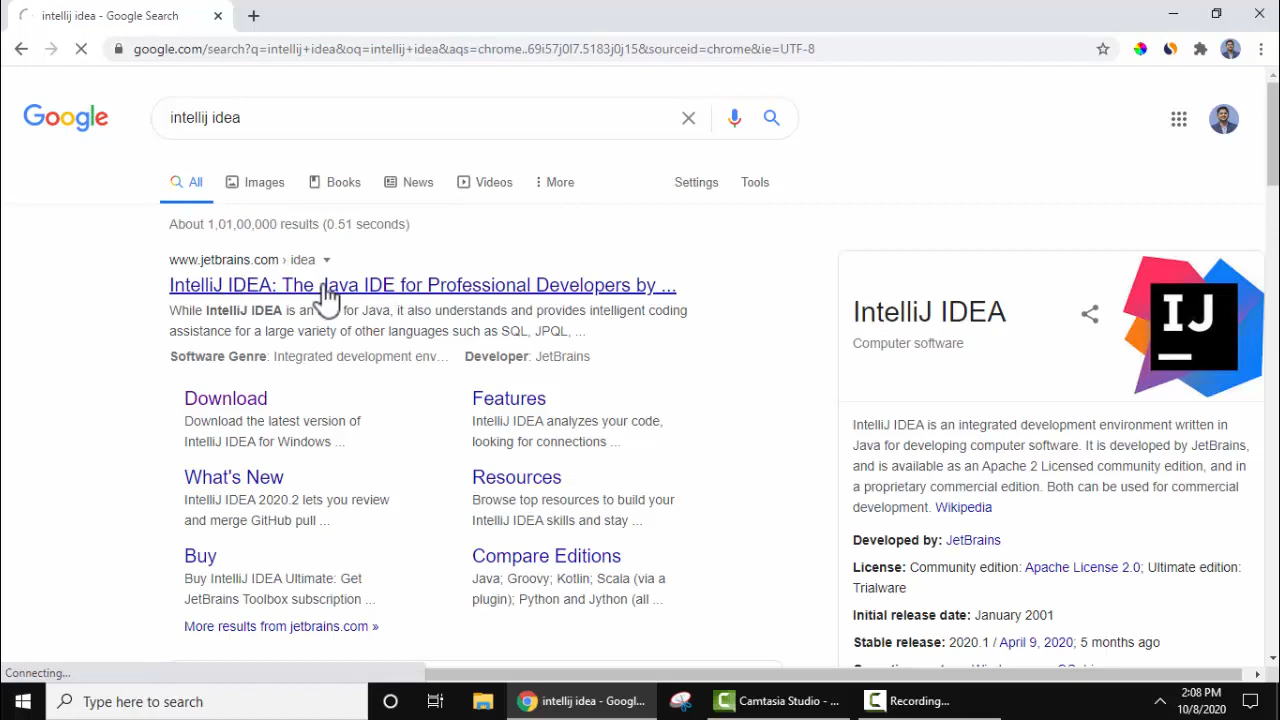 intellij idea - Google Search
google.com/search?q=intellij+idea&oq=intellij+idea&aqs=chrome..69i57j0l7.5183j0j15&sourceid=chrome&ie=UTF-8
Google
intellij idea
All
Images
Books
News
Videos
More
Settings
Tools
About 1,01,00,000 results (0.51 seconds)
www.jetbrains.com › idea
IntelliJ IDEA: The Java IDE for Professional Developers by ...
While IntelliJ IDEA is an for Java, it also understands and provides intelligent coding
assistance for a large variety of other languages such as SQL, JPQL, ...
Software Genre: Integrated development env... Developer: JetBrains
Download
Download the latest version of
IntelliJ IDEA for Windows ...
Features
IntelliJ IDEA analyzes your code,
looking for connections ...
What's New
IntelliJ IDEA 2020.2 lets you review
and merge GitHub pull ...
Resources
Browse top resources to build your
IntelliJ IDEA skills and stay ...
Buy
Buy IntelliJ IDEA Ultimate: Get
JetBrains Toolbox subscription ...
Compare Editions
Java; Groovy; Kotlin; Scala (via a
plugin); Python and Jython (all ...
More results from jetbrains.com »
IntelliJ IDEA
Computer software
IJ
IntelliJ IDEA is an integrated development environment written in
Java for developing computer software. It is developed by JetBrains,
and is available as an Apache 2 Licensed community edition, and in
a proprietary commercial edition. Both can be used for commercial
development. Wikipedia
Developed by: JetBrains
License: Community edition: Apache License 2.0; Ultimate edition:
Trialware
Initial release date: January 2001
Stable release: 2020.1 / April 9, 2020; 5 months ago
Connecting...
Type here to search
intellij idea - Googl...
Camtasia Studio - ...
Recording...
2:08 PM
10/8/2020